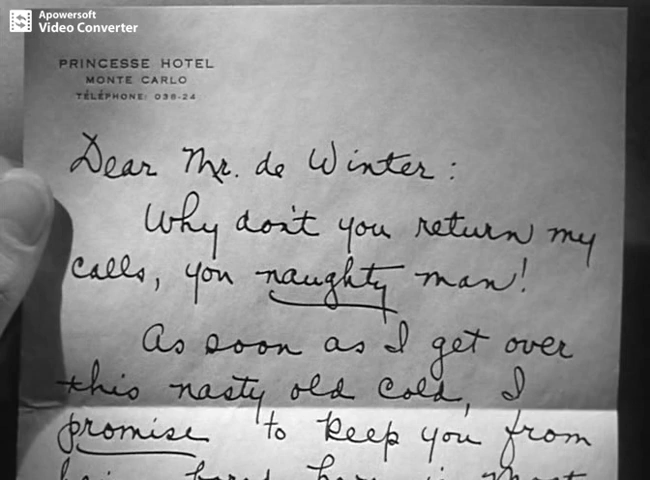 Apowersoft
Video Converter
PRINCESSE HOTEL
MONTE CARLO
TÉLÉPHONE: 038-24
Dear Mr. de Winter:
Why don't you return my
calls, you naughty man!
As soon as I get over
this nasty old cold, I
promise to keep you from